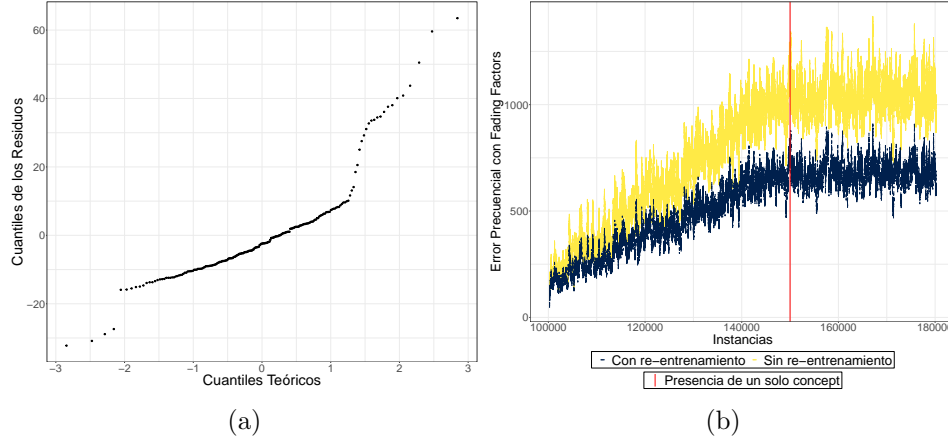 60
40
20
0
−20
−3
−2
−1
0
1
2
3
Cuantiles de los Residuos
Cuantiles Teóricos
(a)
1000
500
250
0
100000
120000
140000
160000
180000
Error Precuencial con Fading Factors
Instancias
Con re−entrenamiento
Sin re−entrenamiento
Presencia de un solo concept
(b)